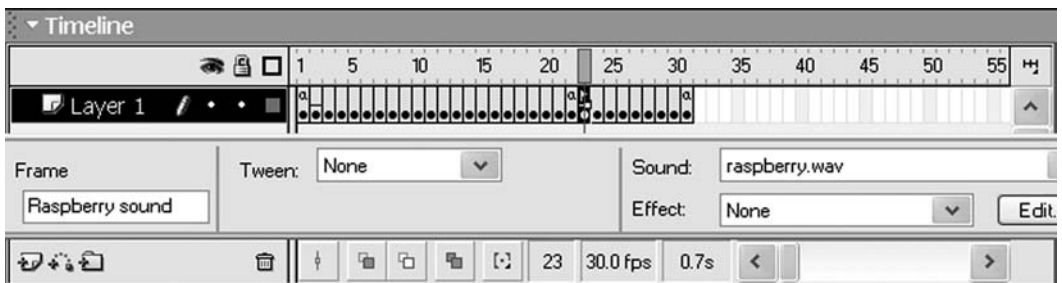 Timeline
1 5 10 15 20 25 30 35 40 45 50 55
Layer 1
a a a
Frame
Tween: None
Sound: raspberry.wav
Raspberry sound
Effect: None
Edit.
23 30.0 fps 0.7s